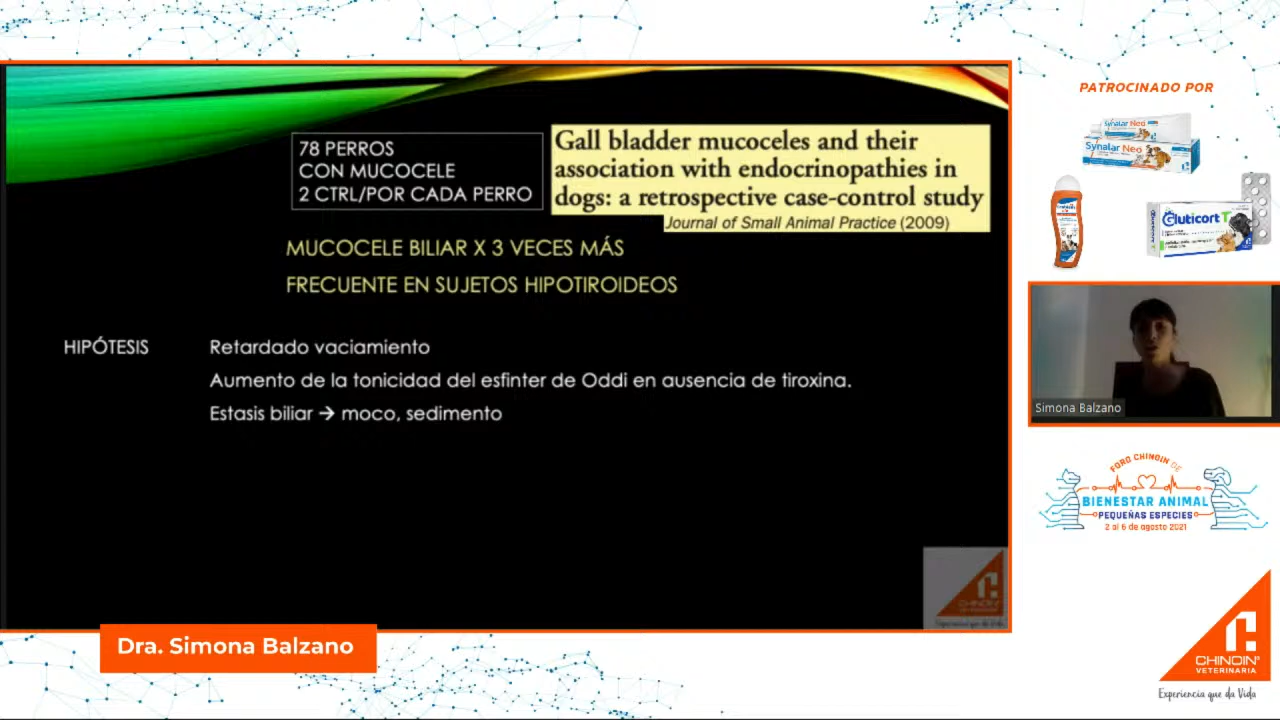 PATROCINADO POR
78 PERROS
CON MUCOCELE
2 CTRL/POR CADA PERRO
Gall bladder mucoceles and their
association with endocrinopathies in
dogs: a retrospective case-control study
Journal of Small Animal Practice (2009)
MUCOCELE BILIAR X 3 VECES MÁS
FRECUENTE EN SUJETOS HIPOTIROIDEOS
HIPÓTESIS
Retardado vaciamiento
Aumento de la tonicidad del esfinter de Oddi en ausencia de tiroxina.
Estasis biliar → moco, sedimento
Synalar Neo
Synalar Neo
Gluticort
Simona Balzano
FORO CHINOIN DE
BIENESTAR ANIMAL
PEQUEÑAS ESPECIES
2 al 6 de agosto 2021
CHINOIN
Dra. Simona Balzano
CHINOIN
VETERINARIA
Experiencia que da Vida